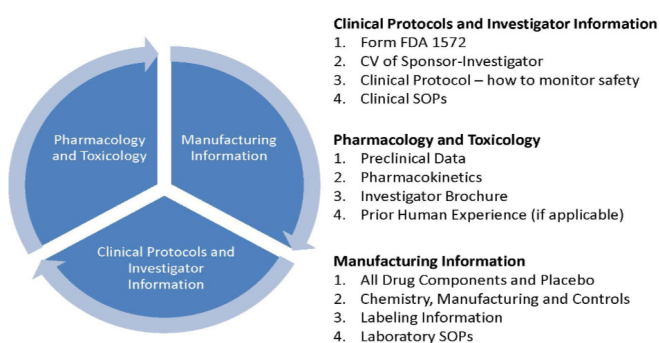 Pharmacology
and Toxicology
Manufacturing
Information
Clinical Protocols and
Investigator
Information
Clinical Protocols and Investigator Information
1. Form FDA 1572
2. CV of Sponsor-Investigator
3. Clinical Protocol – how to monitor safety
4. Clinical SOPs
Pharmacology and Toxicology
1. Preclinical Data
2. Pharmacokinetics
3. Investigator Brochure
4. Prior Human Experience (if applicable)
Manufacturing Information
1. All Drug Components and Placebo
2. Chemistry, Manufacturing and Controls
3. Labeling Information
4. Laboratory SOPs